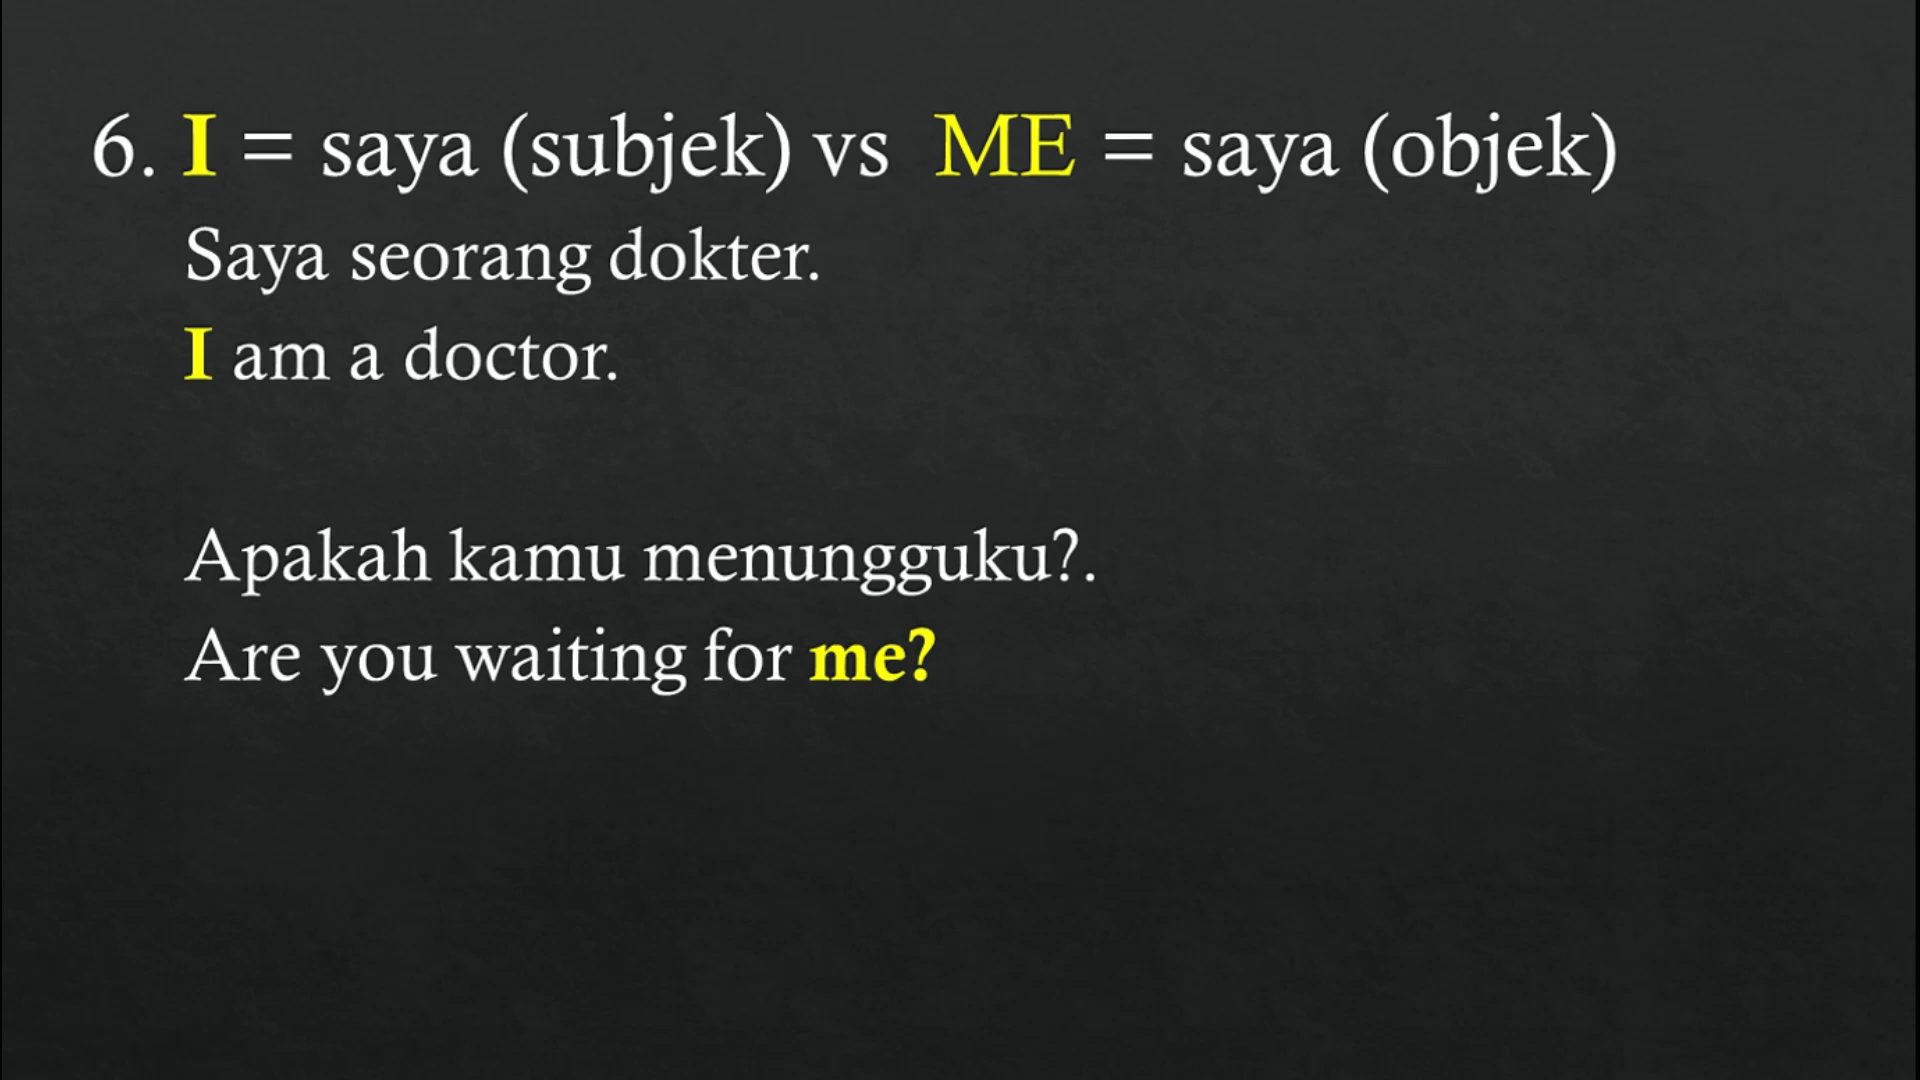 6. I = saya (subjek) vs ME = saya (objek)
Saya seorang dokter.
I am a doctor.
Apakah kamu menungguku?.
Are you waiting for me?